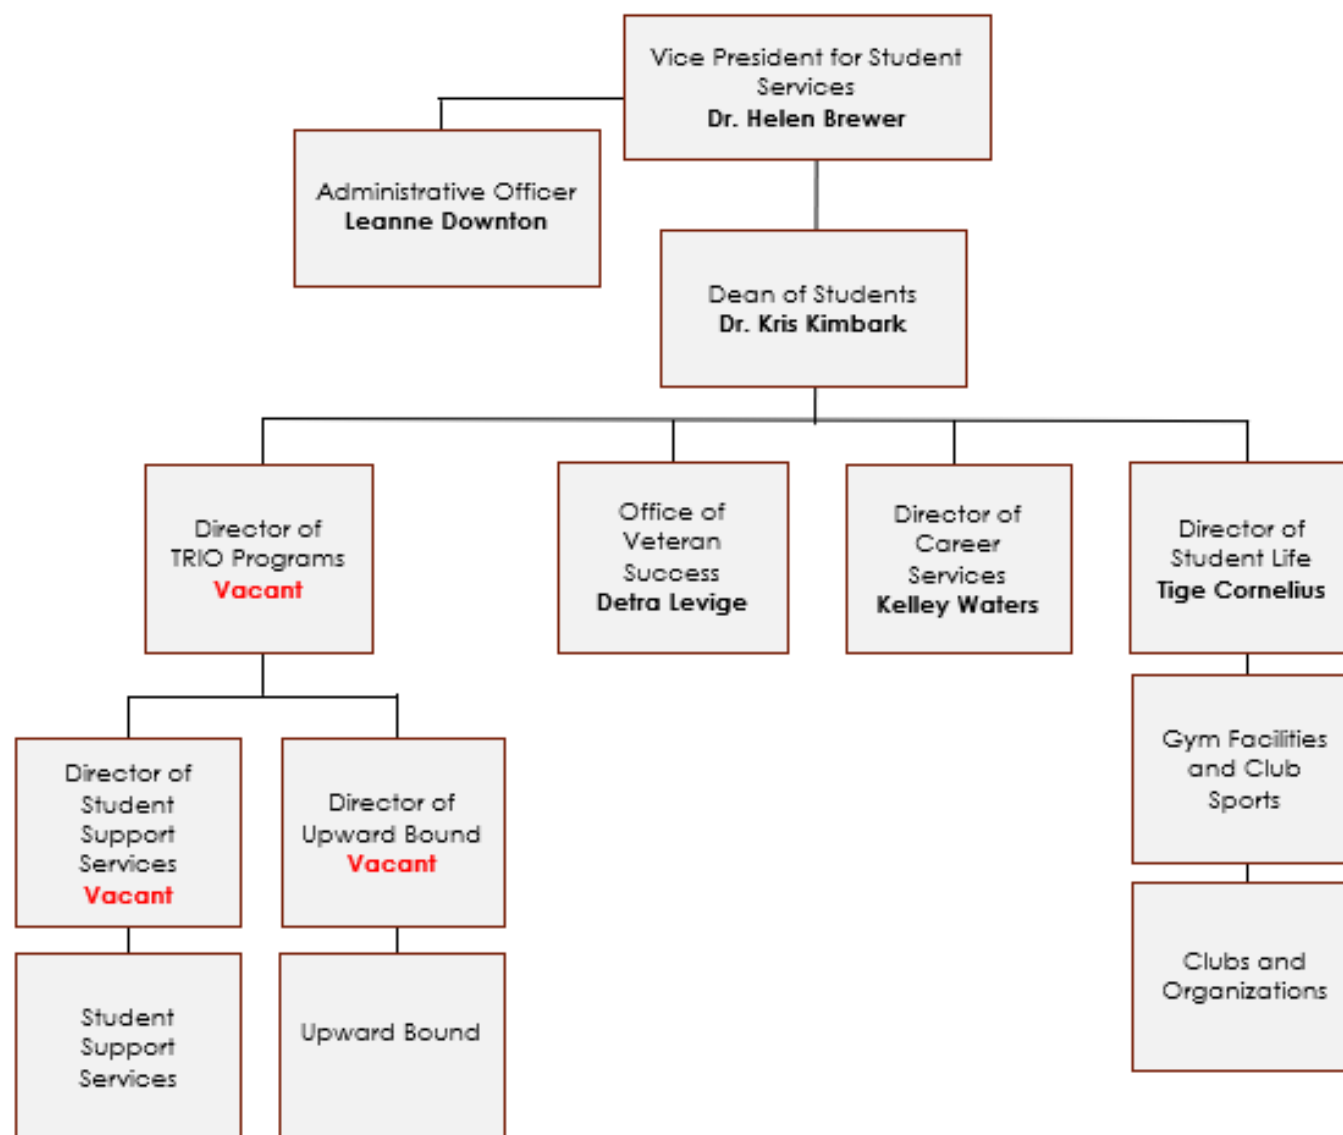 Vice President for Student
Services
Dr. Helen Brewer
Administrative Officer
Leanne Downton
Dean of Students
Dr. Kris Kimbark
Director of
TRIO Programs
Vacant
Office of
Veteran
Success
Detra Levige
Director of
Career
Services
Kelley Waters
Director of
Student Life
Tige Cornelius
Director of
Student
Support
Services
Vacant
Director of
Upward Bound
Vacant
Gym Facilities
and Club
Sports
Student
Support
Services
Upward Bound
Clubs and
Organizations